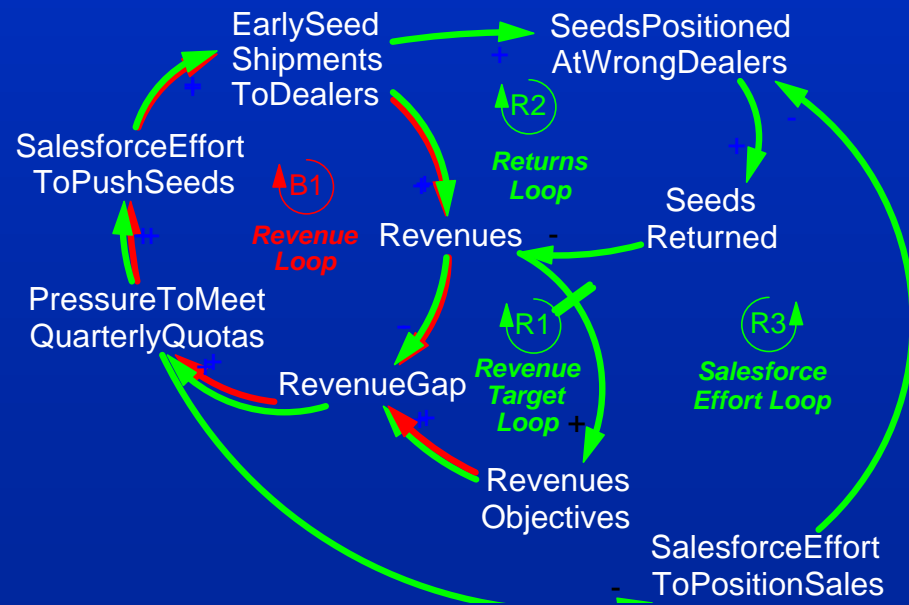 EarlySeed
Shipments
ToDealers
SeedsPositioned
AtWrongDealers
+
+
-
R2
SalesforceEffort
ToPushSeeds
B1
+
+
Returns
Loop
Seeds
Returned
Revenue
Loop
Revenues
-
+
PressureToMeet
QuarterlyQuotas
R1
R3
-
+
RevenueGap
Revenue
Target
Loop
+
+
Salesforce
Effort Loop
Revenues
Objectives
SalesforceEffort
ToPositionSales
-